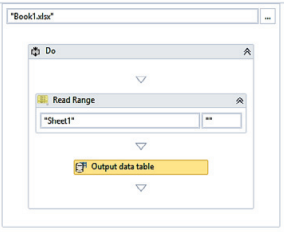 "Book1.xlsx"
...
Do
Read Range
"Sheet1"
""
Output data table